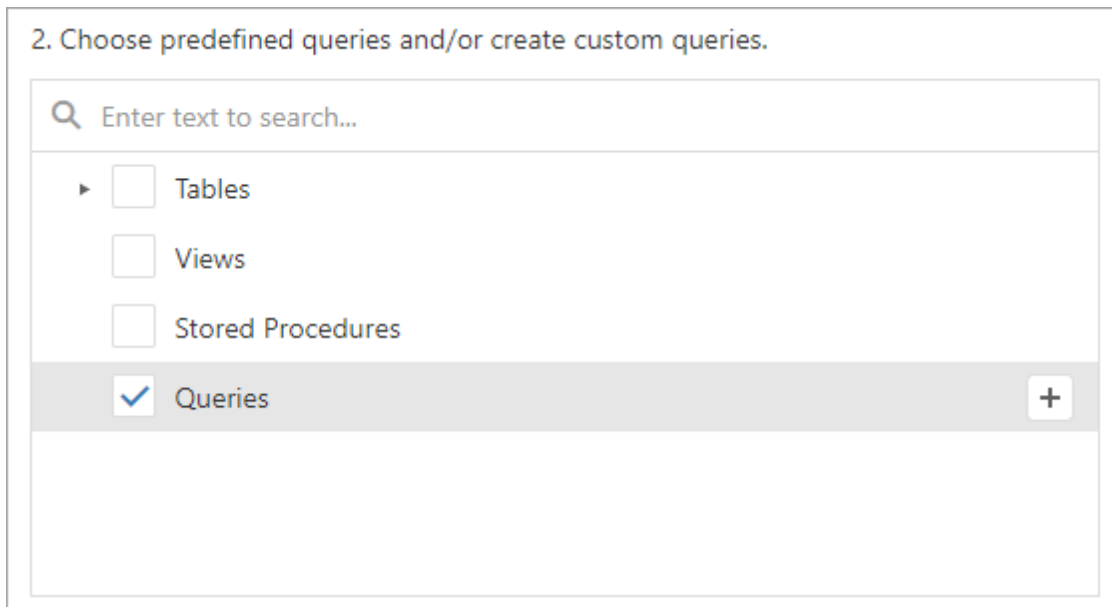 2. Choose predefined queries and/or create custom queries.
Enter text to search...
Tables
Views
Stored Procedures
Queries